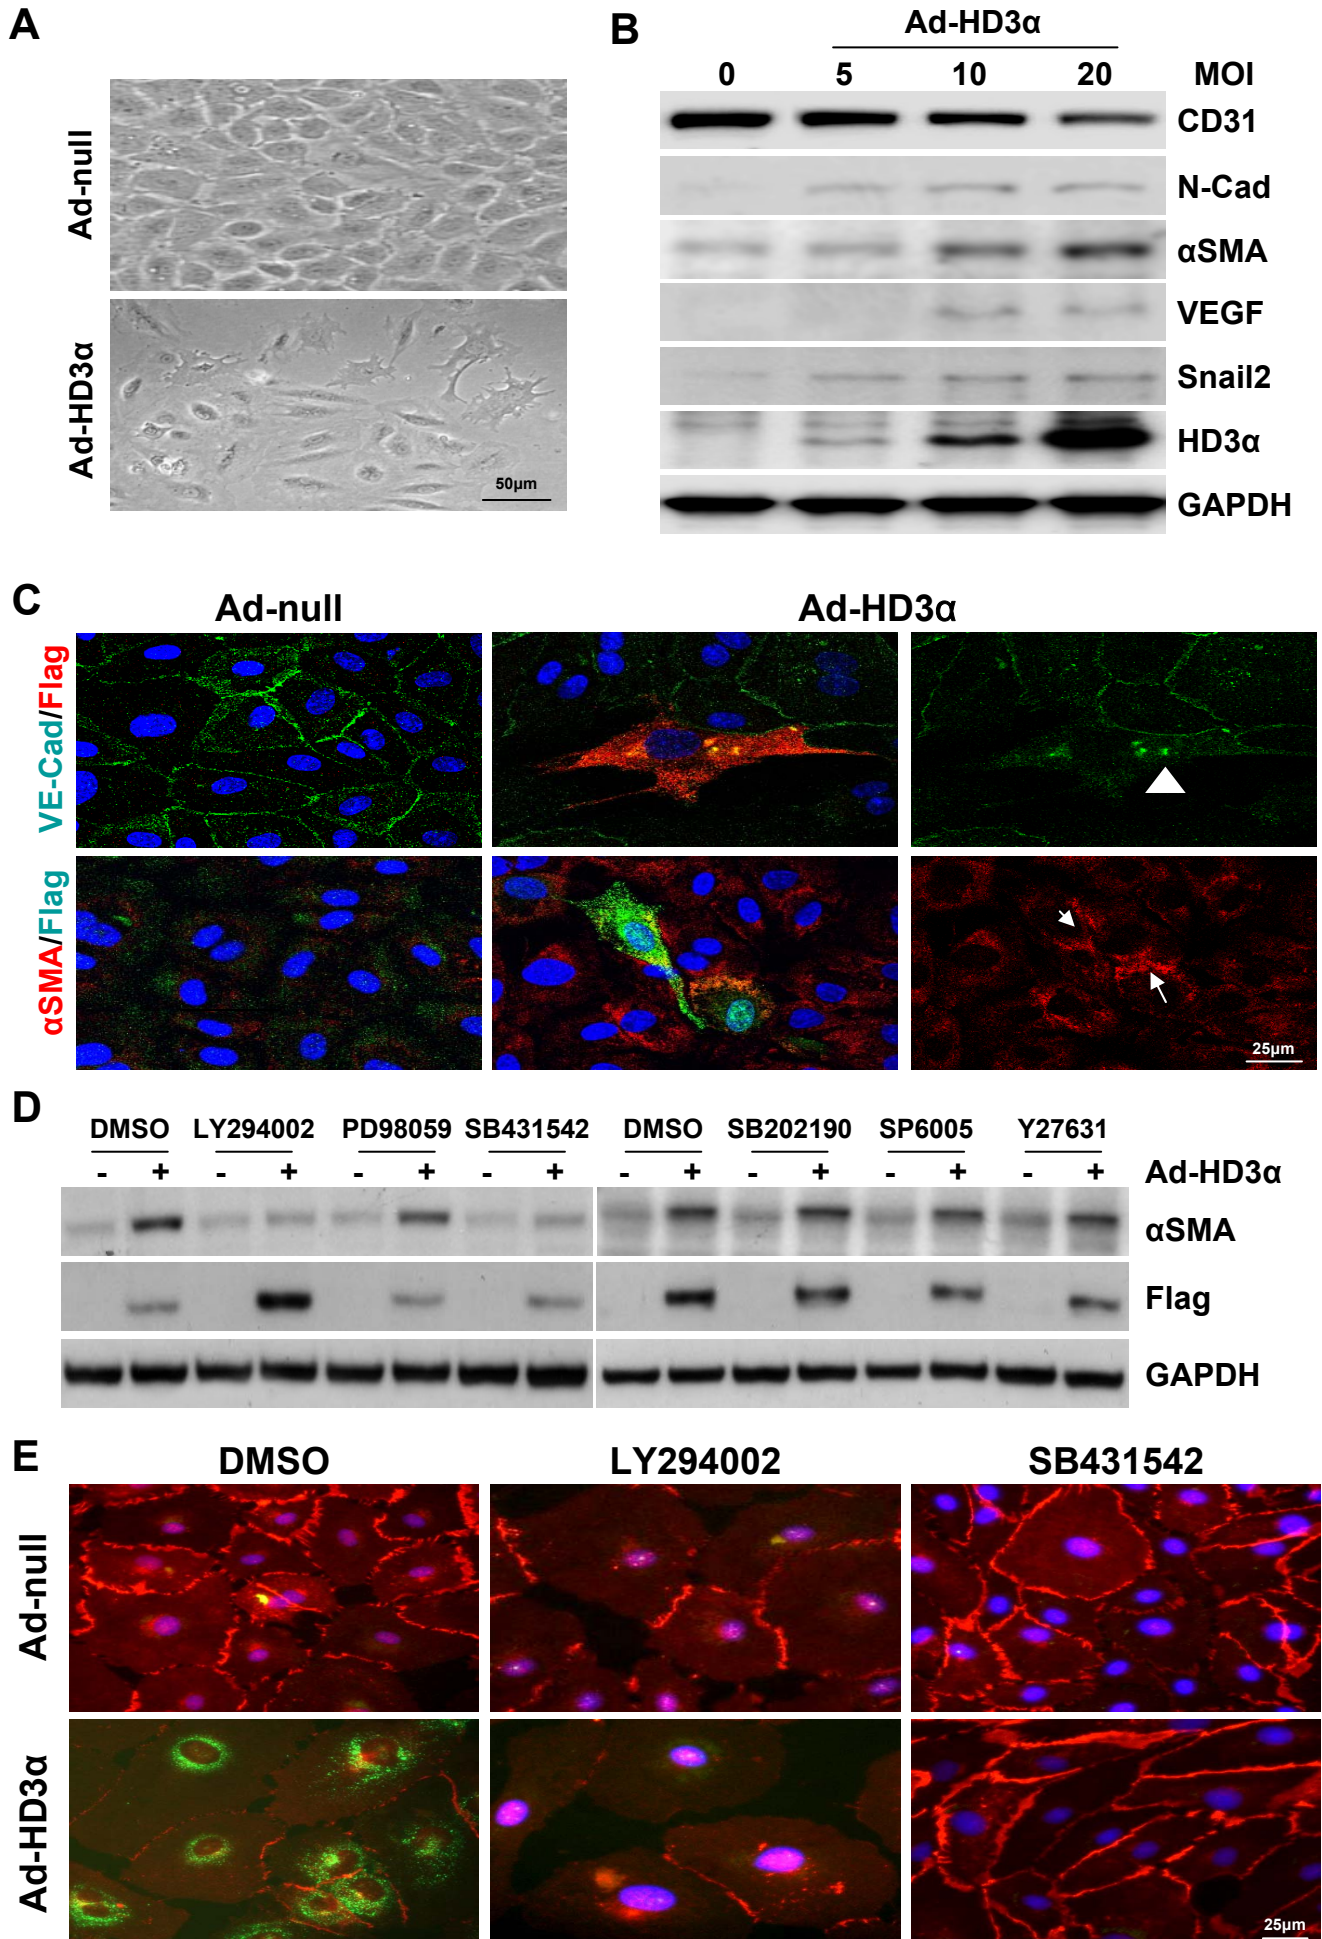 A
Ad-null
Ad-HD3α
50μm
B
Ad-HD3α
0 5 10 20 MOI
CD31
N-Cad
αSMA
VEGF
Snail2
HD3α
GAPDH
C
Ad-null Ad-HD3α
VE-Cad/Flag
αSMA/Flag
25μm
D
DMSO LY294002 PD98059 SB431542 DMSO SB202190 SP6005 Y27631
- + - + - + - + - + - + - + - + Ad-HD3α
αSMA
Flag
GAPDH
E
DMSO LY294002 SB431542
Ad-null
Ad-HD3α
25μm